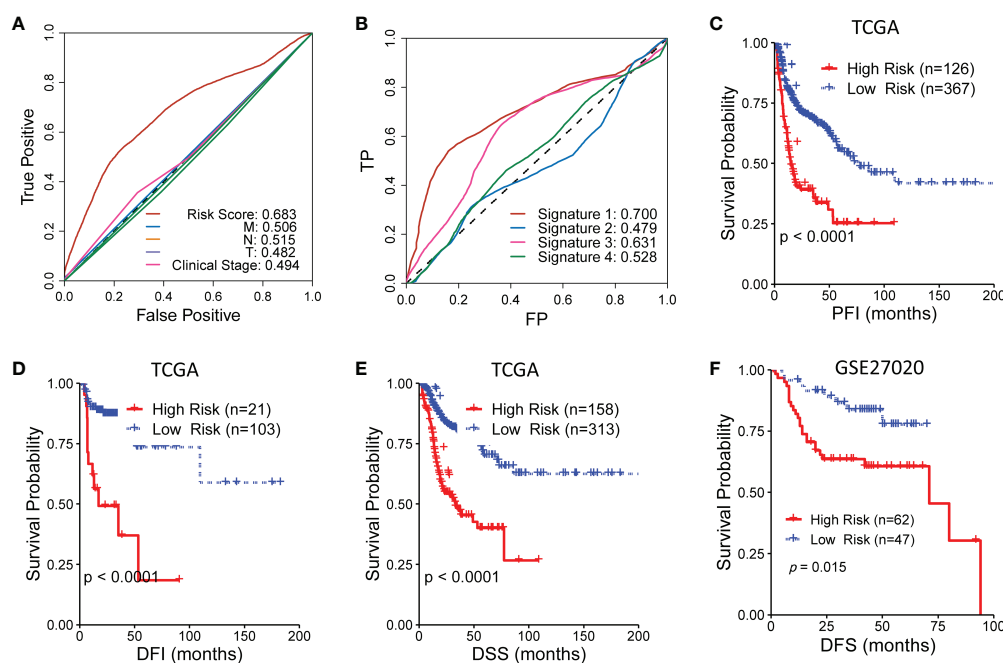 A
1.0
0.8
0.6
0.4
0.2
0.0
True Positive
Risk Score: 0.683
M: 0.506
N: 0.515
T: 0.482
Clinical Stage: 0.494
0.0 0.2 0.4 0.6 0.8 1.0
False Positive
B
1.0
0.8
0.6
0.4
0.2
0.0
TP
Signature 1: 0.700
Signature 2: 0.479
Signature 3: 0.631
Signature 4: 0.528
0.0 0.2 0.4 0.6 0.8 1.0
FP
C
TCGA
1.00
0.75
0.50
0.25
0.00
Survival Probability
High Risk (n=126)
Low Risk (n=367)
p < 0.0001
0 50 100 150 200
PFI (months)
D
TCGA
1.00
0.75
0.50
0.25
0.00
Survival Probability
High Risk (n=21)
Low Risk (n=103)
p < 0.0001
0 50 100 150 200
DFI (months)
E
TCGA
1.00
0.75
0.50
0.25
0.00
Survival Probability
High Risk (n=158)
Low Risk (n=313)
p < 0.0001
0 50 100 150 200
DSS (months)
F
GSE27020
1.00
0.75
0.50
0.25
0.00
Survival Probability
High Risk (n=62)
Low Risk (n=47)
p = 0.015
0 25 50 75 100
DFS (months)